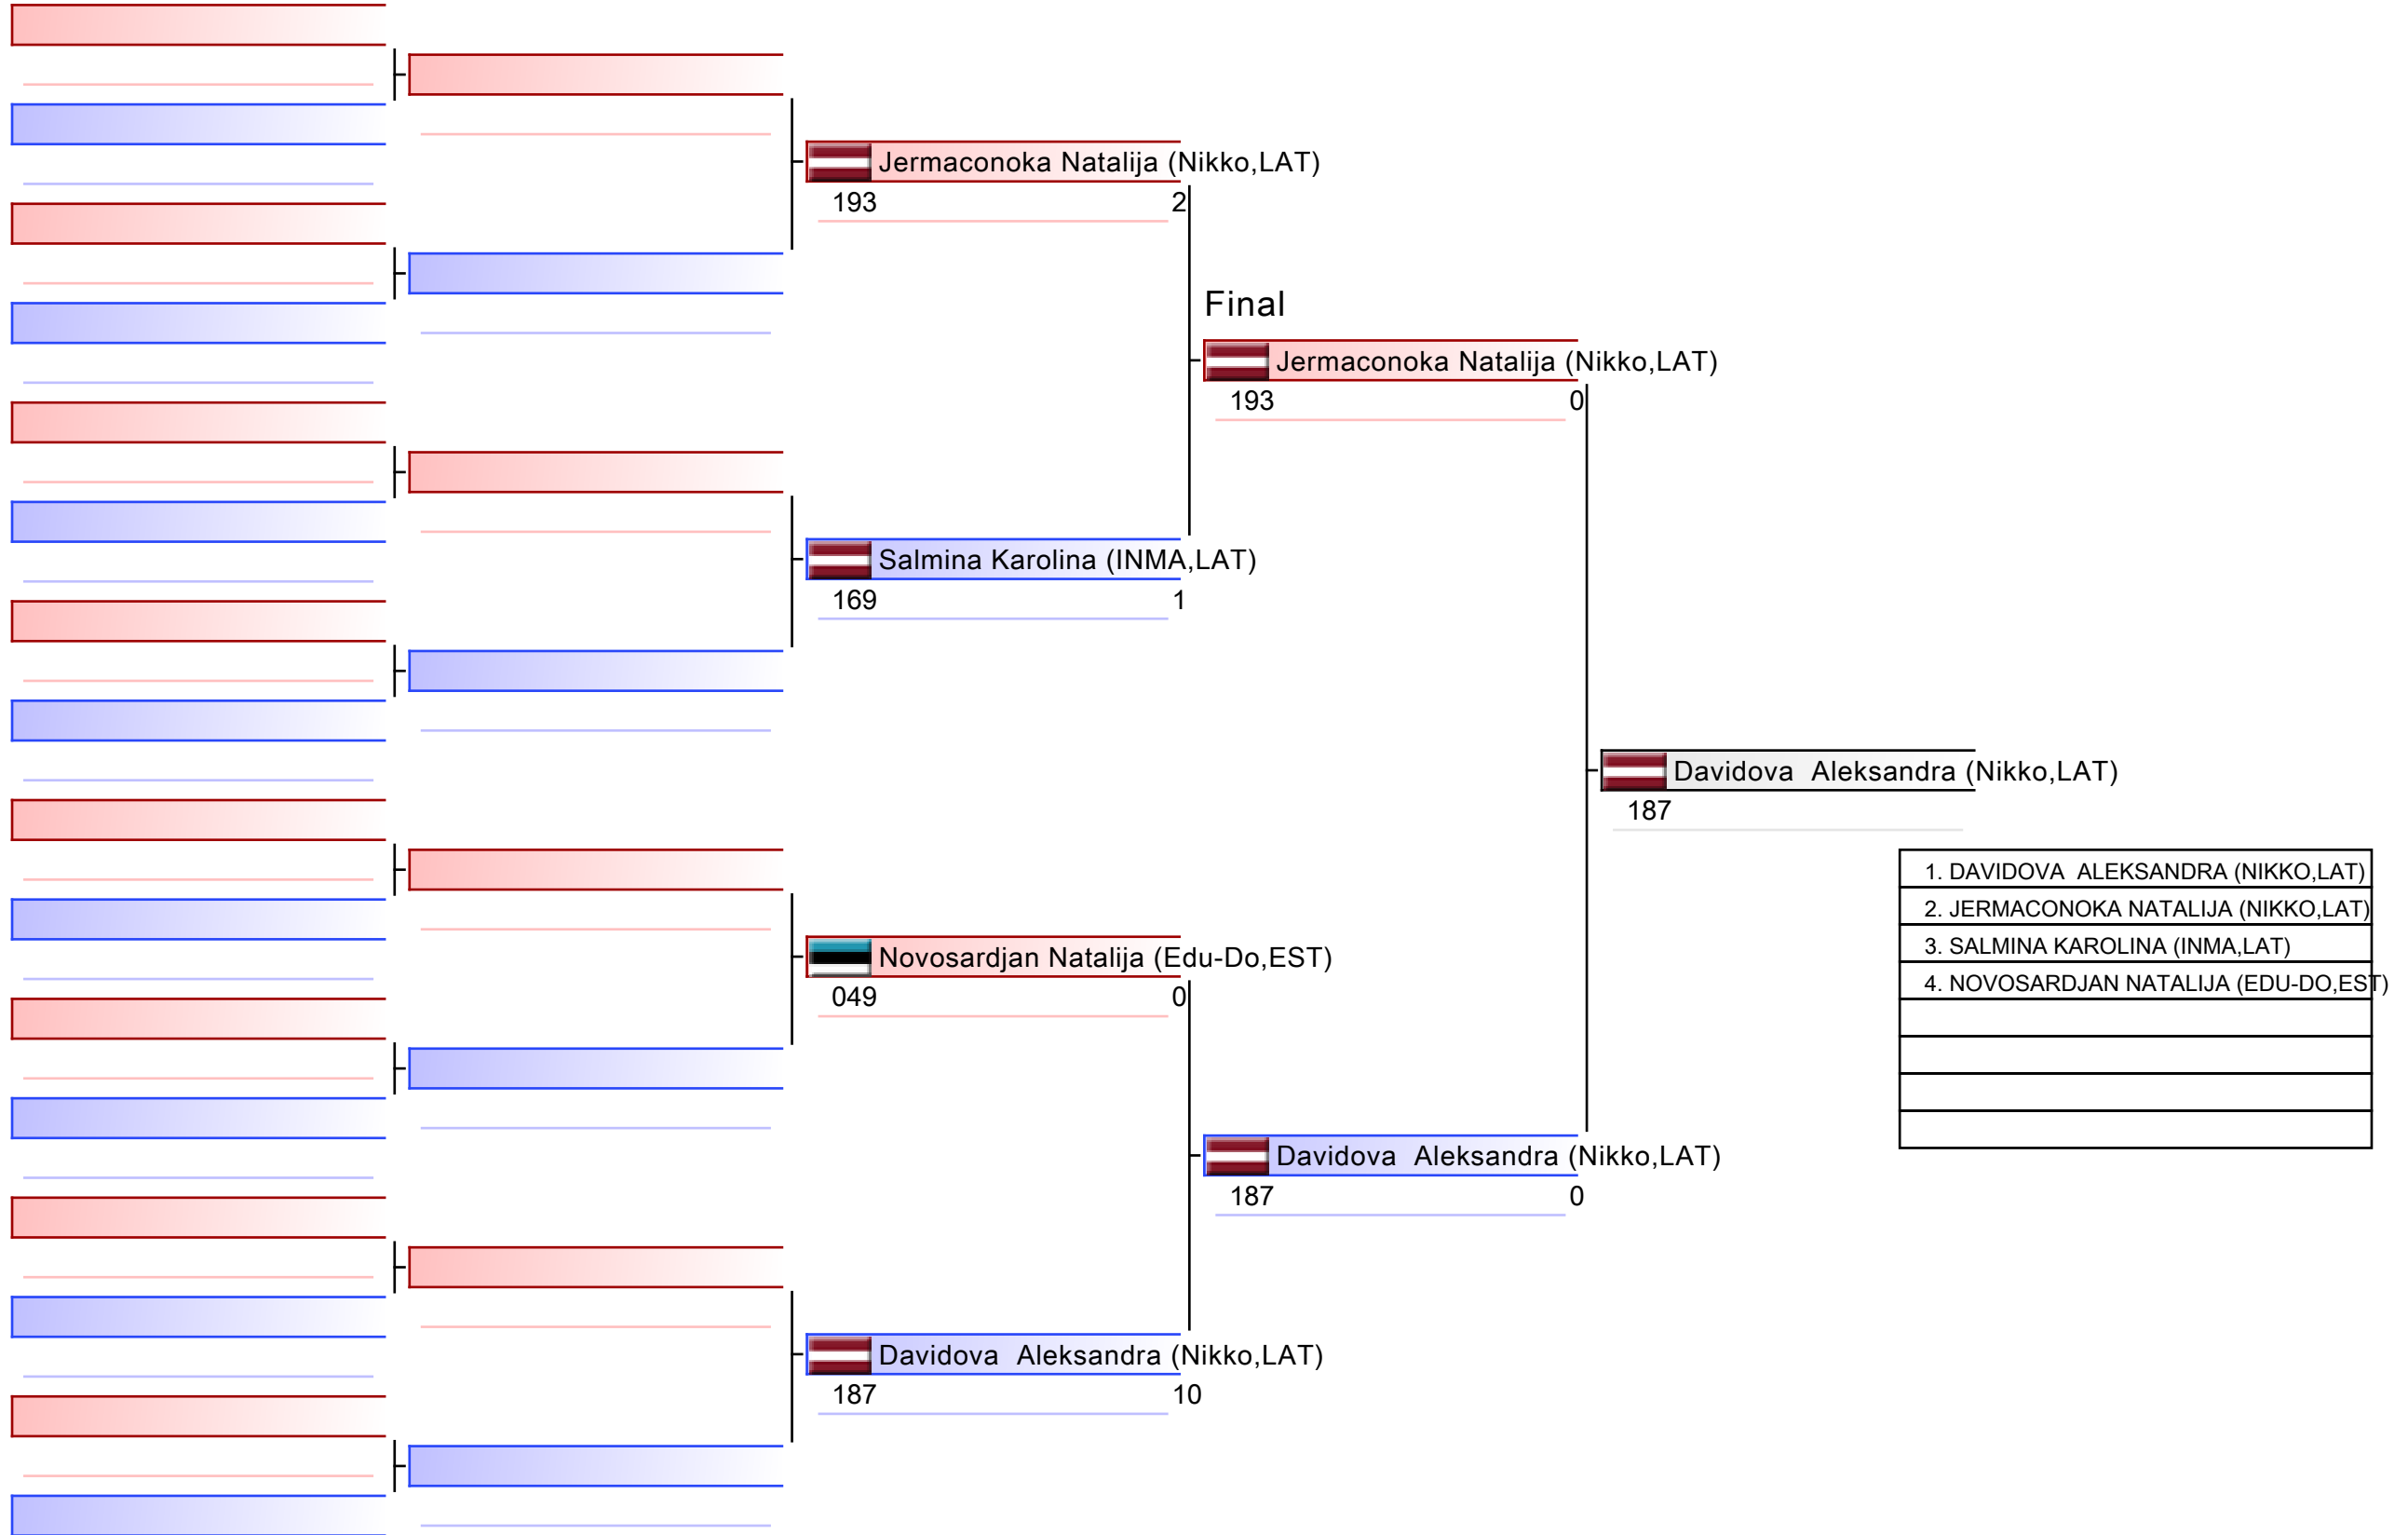 Jermaconoka Natalija (Nikko,LAT)
193 2
Final
Jermaconoka Natalija (Nikko,LAT)
193 0
Salmina Karolina (INMA,LAT)
169 1
Davidova  Aleksandra (Nikko,LAT)
187
1. DAVIDOVA  ALEKSANDRA (NIKKO,LAT)
2. JERMACONOKA NATALIJA (NIKKO,LAT)
3. SALMINA KAROLINA (INMA,LAT)
4. NOVOSARDJAN NATALIJA (EDU-DO,EST)
Novosardjan Natalija (Edu-Do,EST)
049 0
Davidova  Aleksandra (Nikko,LAT)
187 0
Davidova  Aleksandra (Nikko,LAT)
187 10